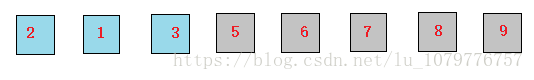 2 1 3 5 6 7 8 9
https://blog.csdn.net/lu_1079776757